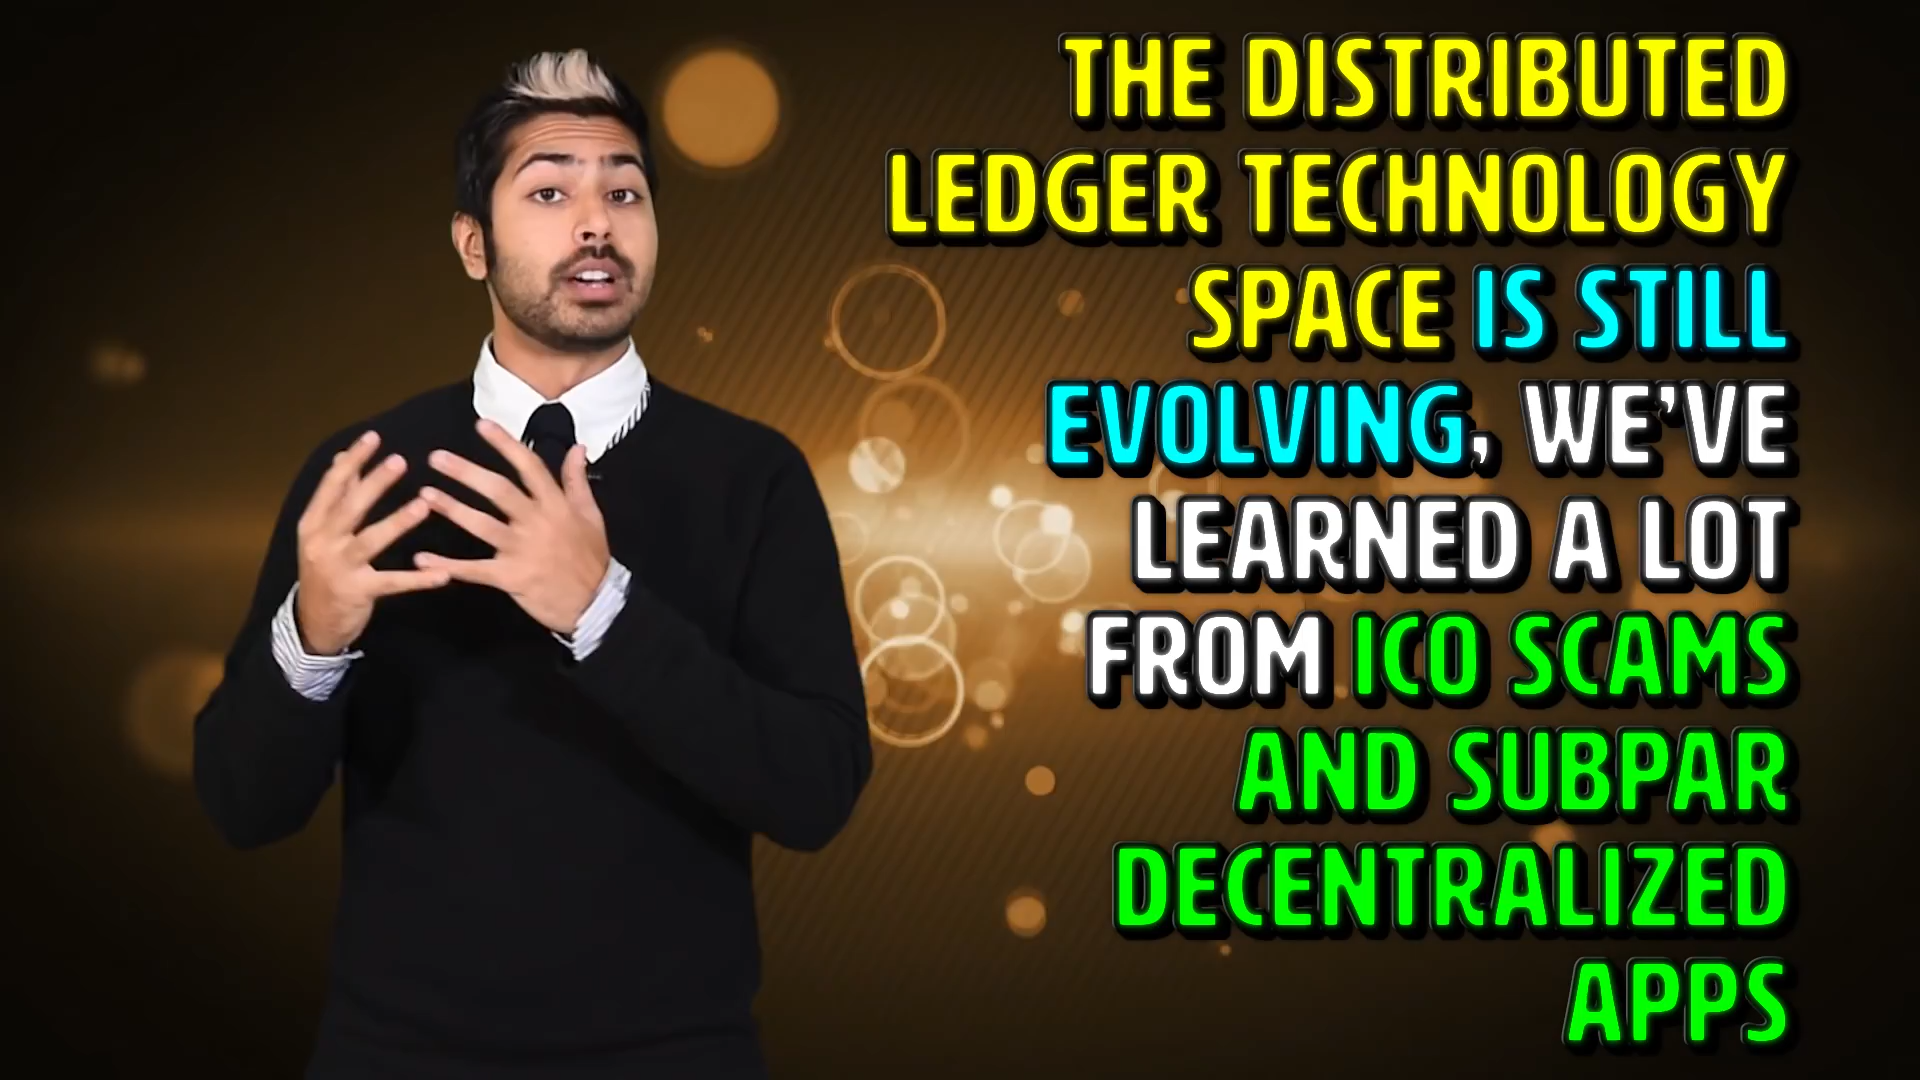 THE DISTRIBUTED
LEDGER TECHNOLOGY
SPACE IS STILL
EVOLVING, WE'VE
LEARNED A LOT
FROM ICO SCAMS
AND SUBPAR
DECENTRALIZED
APPS